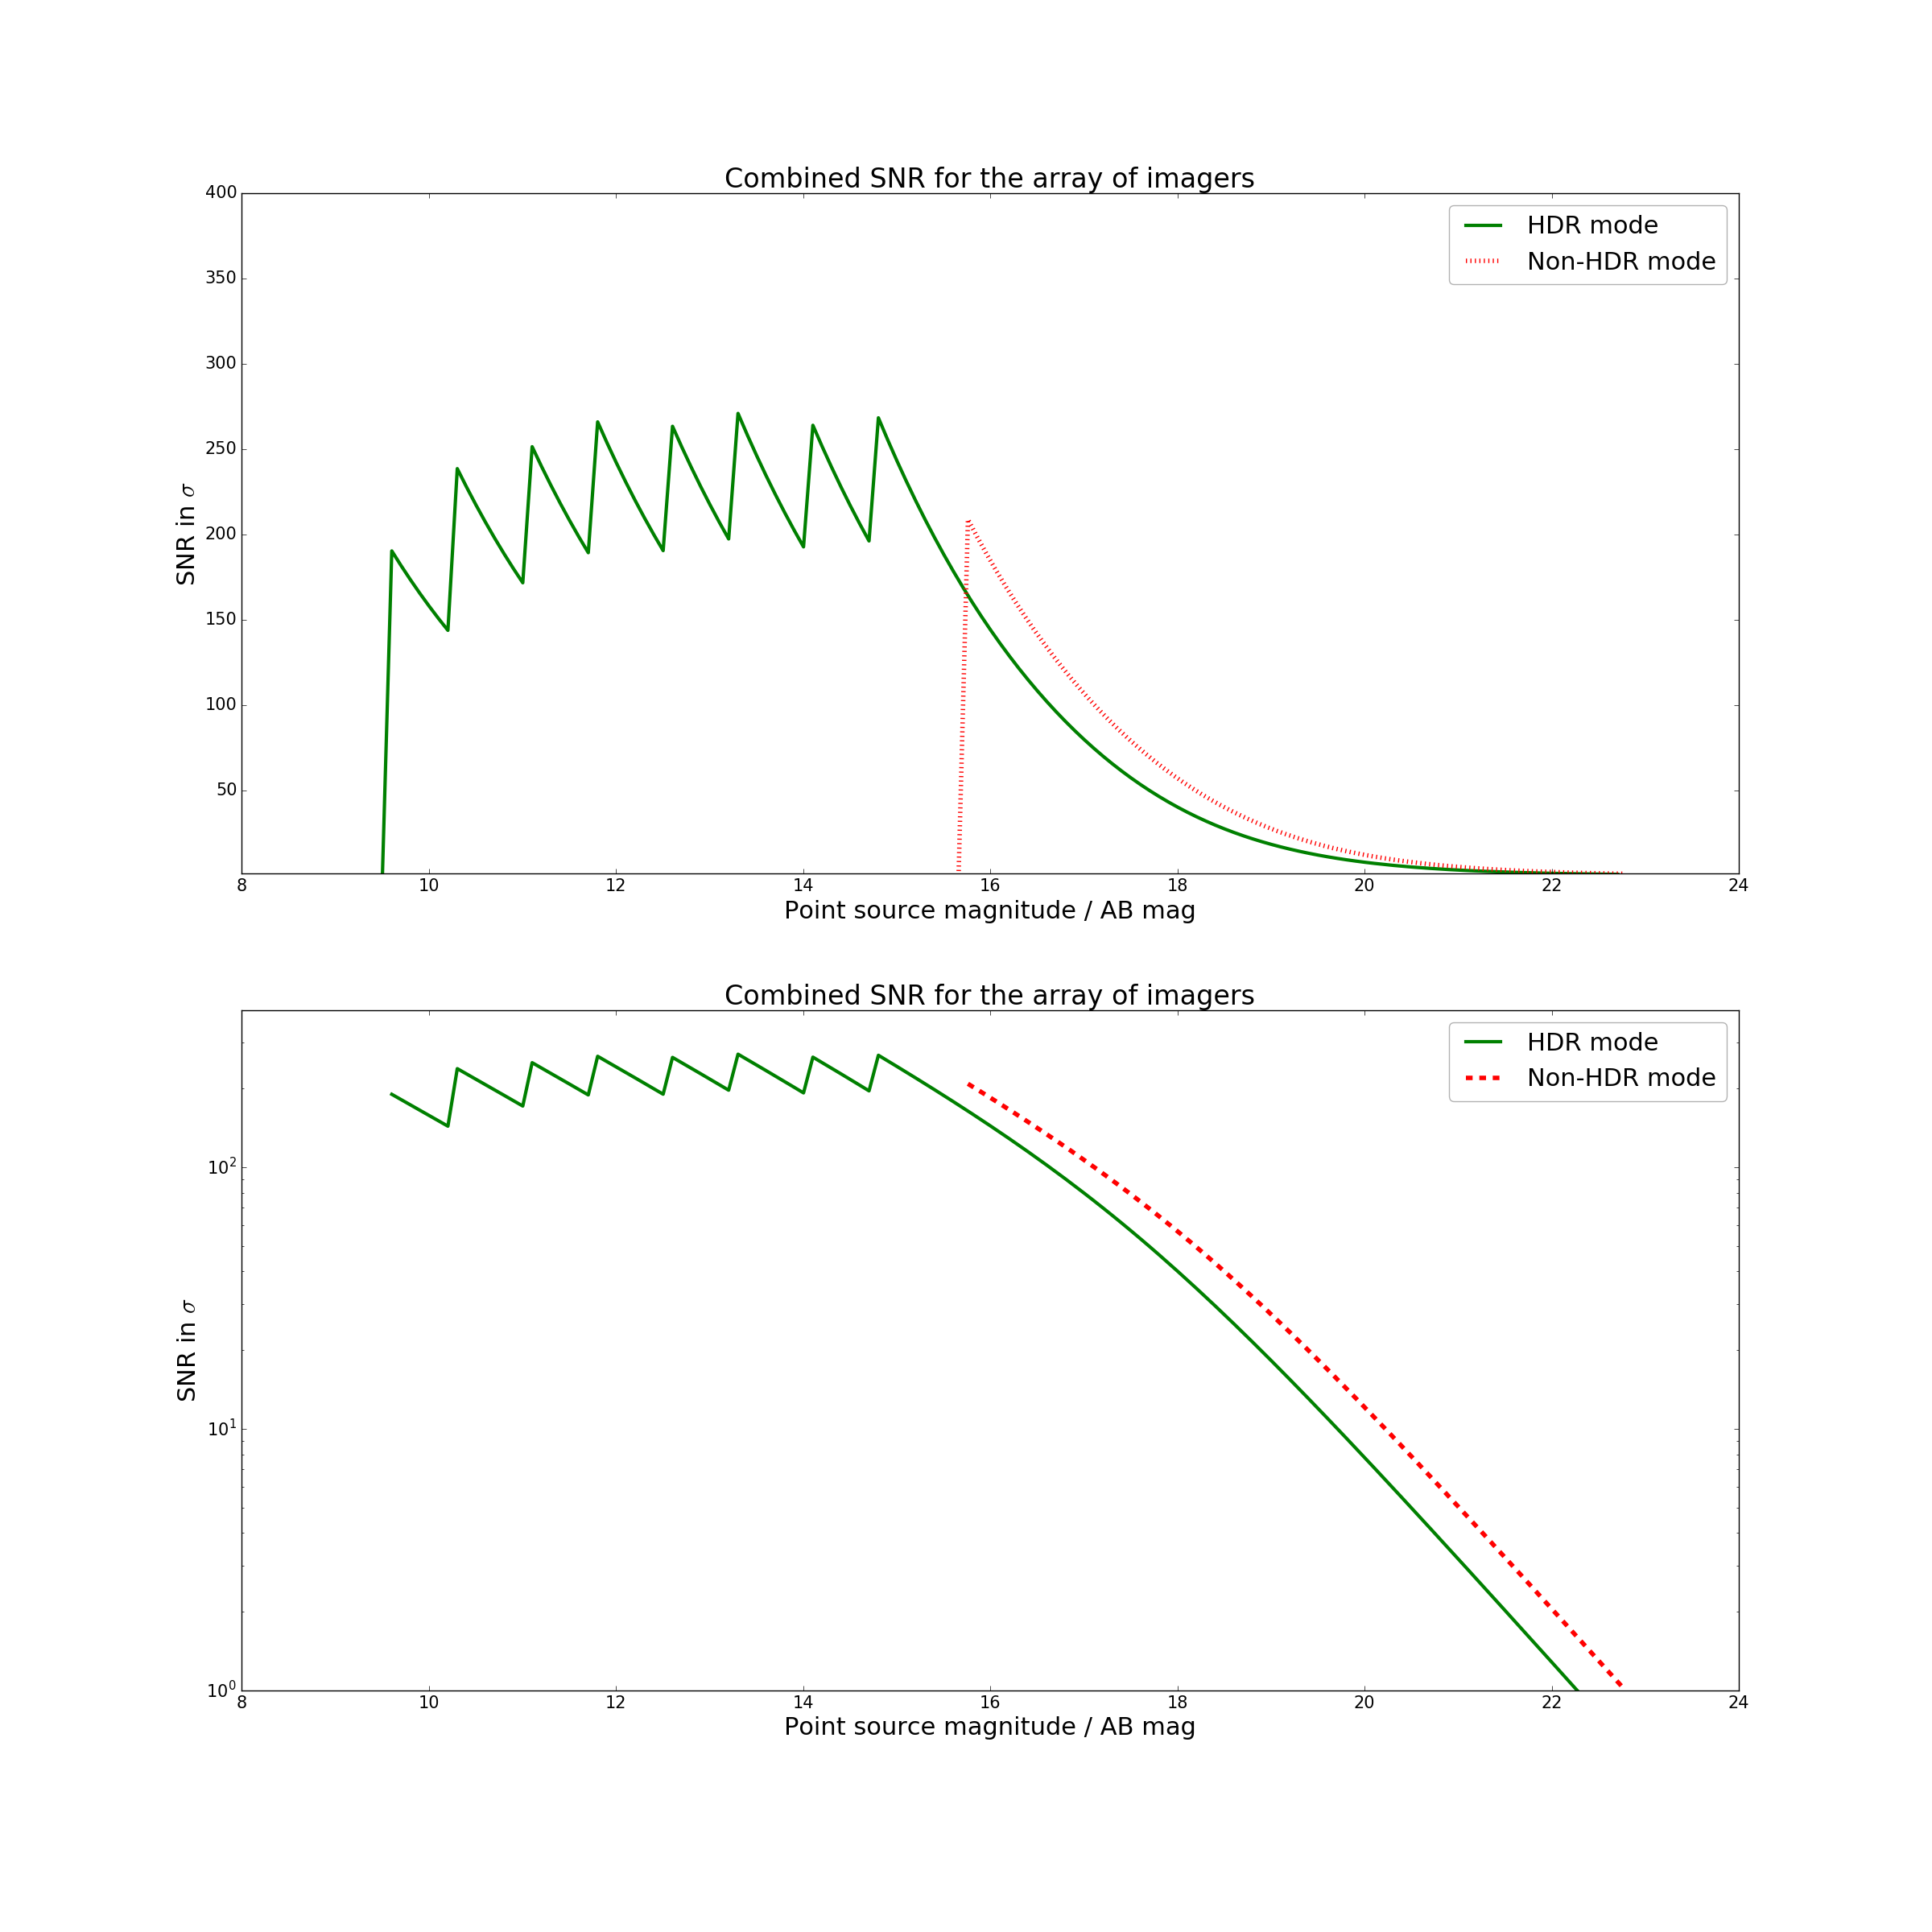 Combined SNR for the array of imagers
400
350
300
250
200
150
100
50
SNR in σ
HDR mode
Non-HDR mode
8 10 12 14 16 18 20 22 24
Point source magnitude / AB mag
Combined SNR for the array of imagers
10²
10¹
10⁰
SNR in σ
HDR mode
Non-HDR mode
8 10 12 14 16 18 20 22 24
Point source magnitude / AB mag